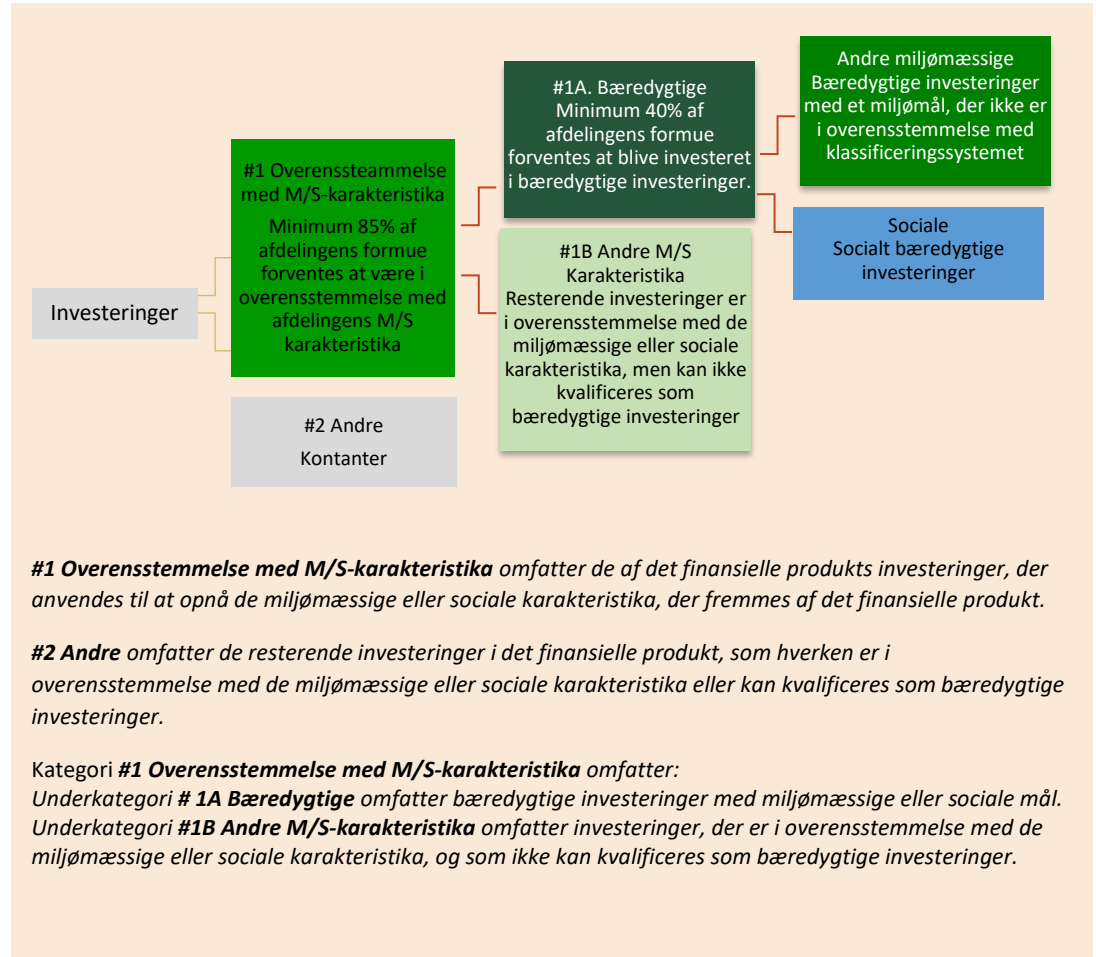 Investeringer
#1 Overenssteammelse
med M/S-karakteristika
Minimum 85% af
afdelingens formue
forventes at være i
overensstemmelse med
afdelingens M/S
karakteristika
#2 Andre
Kontanter
#1A. Bæredygtige
Minimum 40% af
afdelingens formue
forventes at blive investeret
i bæredygtige investeringer.
#1B Andre M/S
Karakteristika
Resterende investeringer er
i overensstemmelse med de
miljømæssige eller sociale
karakteristika, men kan ikke
kvalificeres som
bæredygtige investeringer
Andre miljømæssige
Bæredygtige investeringer
med et miljømål, der ikke er
i overensstemmelse med
klassificeringssystemet
Sociale
Socialt bæredygtige
investeringer
#1 Overensstemmelse med M/S-karakteristika omfatter de af det finansielle produkts investeringer, der
anvendes til at opnå de miljømæssige eller sociale karakteristika, der fremmes af det finansielle produkt.
#2 Andre omfatter de resterende investeringer i det finansielle produkt, som hverken er i
overensstemmelse med de miljømæssige eller sociale karakteristika eller kan kvalificeres som bæredygtige
investeringer.
Kategori #1 Overensstemmelse med M/S-karakteristika omfatter:
Underkategori # 1A Bæredygtige omfatter bæredygtige investeringer med miljømæssige eller sociale mål.
Underkategori #1B Andre M/S-karakteristika omfatter investeringer, der er i overensstemmelse med de
miljømæssige eller sociale karakteristika, og som ikke kan kvalificeres som bæredygtige investeringer.